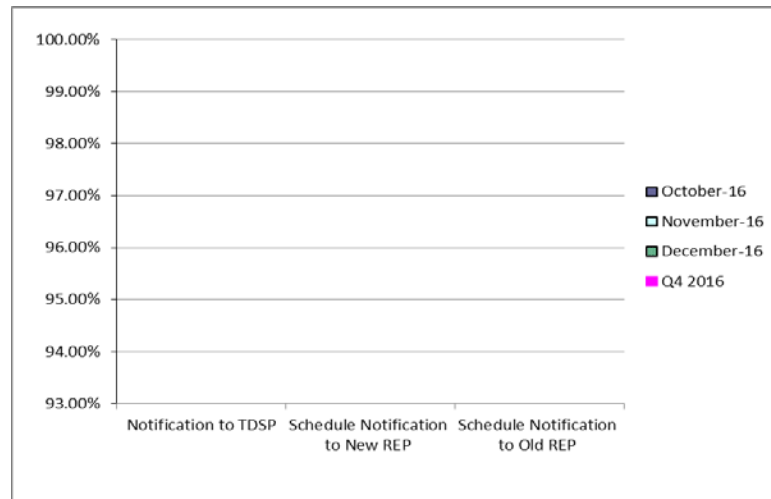 100.00%
99.00%
98.00%
97.00%
96.00%
95.00%
94.00%
93.00%
Notification to TDSP
Schedule Notification
to New REP
Schedule Notification
to Old REP
October-16
November-16
December-16
Q4 2016